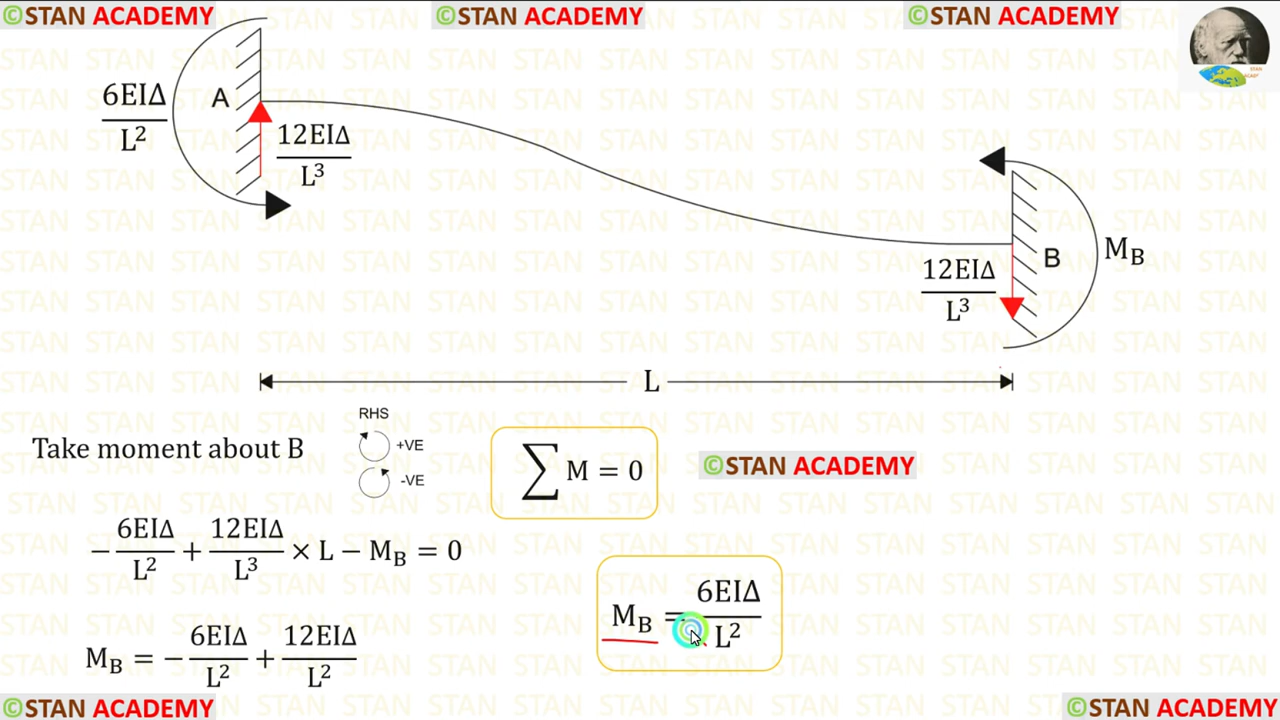 ©STAN ACADEMY ©STAN ACADEMY ©STAN ACADEMY
6EIΔ/L² A 12EIΔ/L³
12EIΔ/L³ B M_B
L
RHS
Take moment about B +VE
-VE
∑ M = 0
©STAN ACADEMY
−6EIΔ/L² + 12EIΔ/L³ × L − M_B = 0
M_B = 6EIΔ/L²
M_B = −6EIΔ/L² + 12EIΔ/L²
©STAN ACADEMY ©STAN ACADEMY